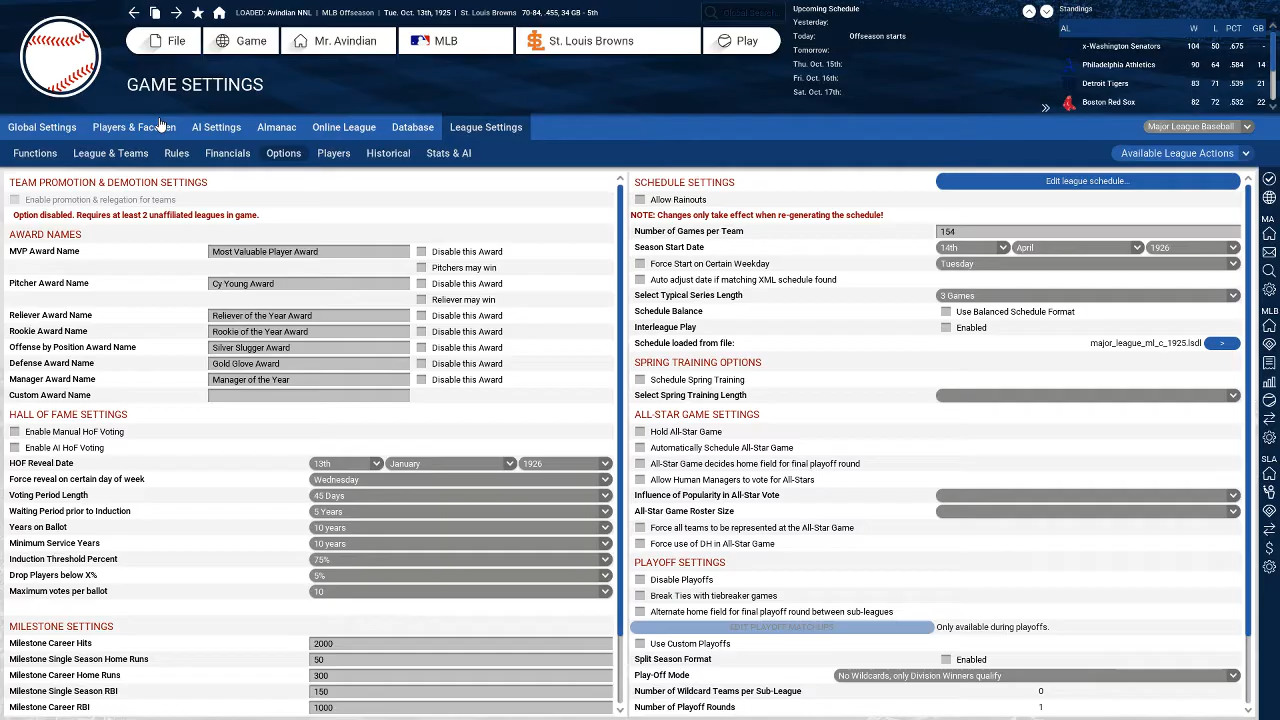 LOADED: Avindian NNL | MLB Offseason | Tue. Oct. 13th, 1925 | St. Louis Browns 70-84, .455, 34 GB - 5th
Global Search...
File
Game
Mr. Avindian
MLB
St. Louis Browns
Play
GAME SETTINGS
Upcoming Schedule
Yesterday:
Today: Offseason starts
Tomorrow:
Thu. Oct. 15th:
Fri. Oct. 16th:
Sat. Oct. 17th:
Standings
AL W L PCT GB
x-Washington Senators 104 50 .675 -
Philadelphia Athletics 90 64 .584 14
Detroit Tigers 83 71 .539 21
Boston Red Sox 82 72 .532 22
Global Settings Players & Facegen AI Settings Almanac Online League Database League Settings
Major League Baseball
Functions League & Teams Rules Financials Options Players Historical Stats & AI
Available League Actions
TEAM PROMOTION & DEMOTION SETTINGS
Enable promotion & relegation for teams
Option disabled. Requires at least 2 unaffiliated leagues in game.
AWARD NAMES
MVP Award Name Most Valuable Player Award Disable this Award
Pitchers may win
Pitcher Award Name Cy Young Award Disable this Award
Reliever may win
Reliever Award Name Reliever of the Year Award Disable this Award
Rookie Award Name Rookie of the Year Award Disable this Award
Offense by Position Award Name Silver Slugger Award Disable this Award
Defense Award Name Gold Glove Award Disable this Award
Manager Award Name Manager of the Year Disable this Award
Custom Award Name
HALL OF FAME SETTINGS
Enable Manual HoF Voting
Enable AI HoF Voting
HOF Reveal Date 13th January 1926
Force reveal on certain day of week Wednesday
Voting Period Length 45 Days
Waiting Period prior to Induction 5 Years
Years on Ballot 10 years
Minimum Service Years 10 years
Induction Threshold Percent 75%
Drop Players below X% 5%
Maximum votes per ballot 10
MILESTONE SETTINGS
Milestone Career Hits 2000
Milestone Single Season Home Runs 50
Milestone Career Home Runs 300
Milestone Single Season RBI 150
Milestone Career RBI 1000
SCHEDULE SETTINGS
Edit league schedule...
Allow Rainouts
NOTE: Changes only take effect when re-generating the schedule!
Number of Games per Team 154
Season Start Date 14th April 1926
Force Start on Certain Weekday Tuesday
Auto adjust date if matching XML schedule found
Select Typical Series Length 3 Games
Schedule Balance Use Balanced Schedule Format
Interleague Play Enabled
Schedule loaded from file: major_league_ml_c_1925.lsdl >
SPRING TRAINING OPTIONS
Schedule Spring Training
Select Spring Training Length
ALL-STAR GAME SETTINGS
Hold All-Star Game
Automatically Schedule All-Star Game
All-Star Game decides home field for final playoff round
Allow Human Managers to vote for All-Stars
Influence of Popularity in All-Star Vote
All-Star Game Roster Size
Force all teams to be represented at the All-Star Game
Force use of DH in All-Star Game
PLAYOFF SETTINGS
Disable Playoffs
Break Ties with tiebreaker games
Alternate home field for final playoff round between sub-leagues
EDIT PLAYOFF MATCHUPS Only available during playoffs.
Use Custom Playoffs
Split Season Format Enabled
Play-Off Mode No Wildcards, only Division Winners qualify
Number of Wildcard Teams per Sub-League 0
Number of Playoff Rounds 1
MA
MLB
SLA